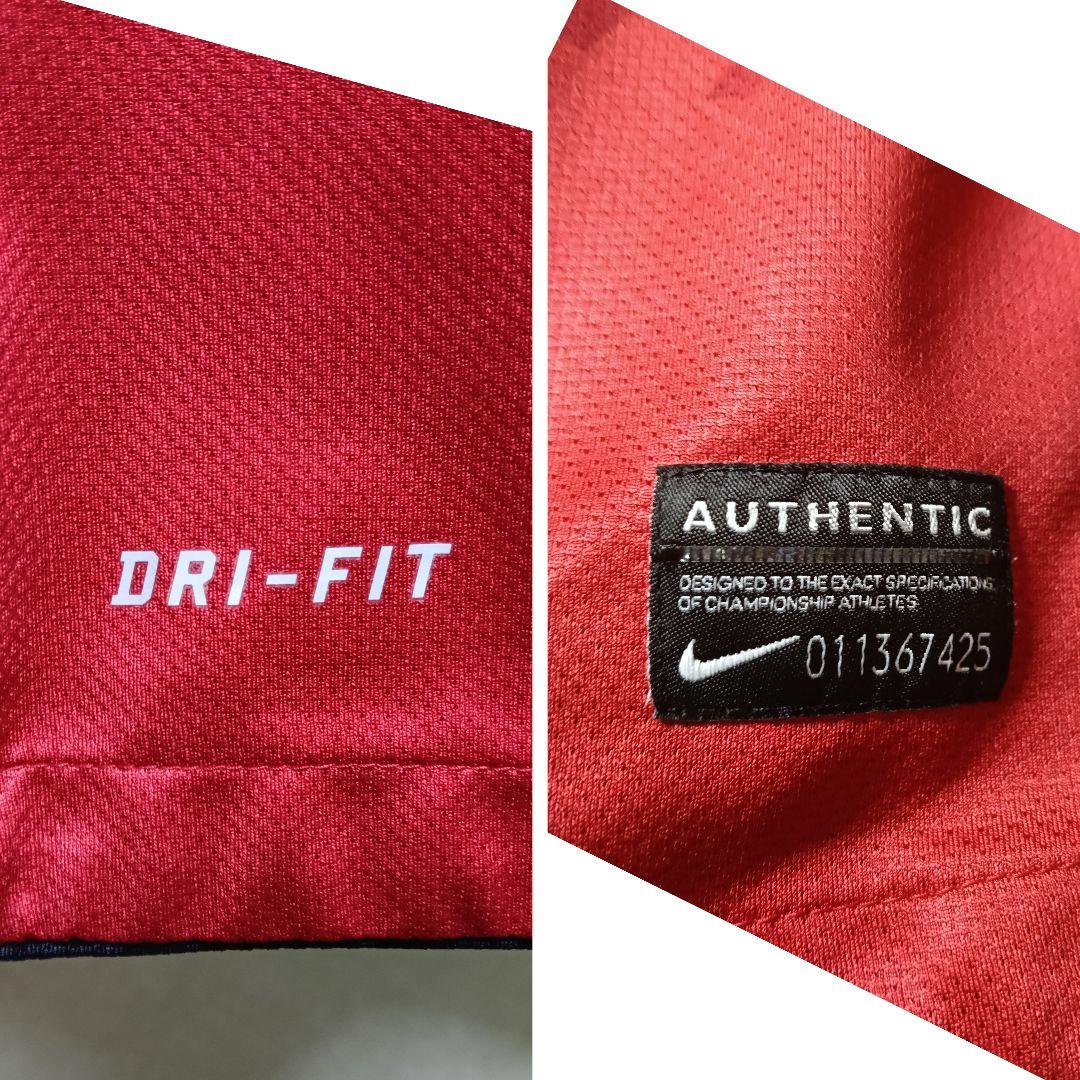 DRI-FIT
AUTHENTIC
DESIGNED TO THE EXACT SPECIFICATIONS
OF CHAMPIONSHIP ATHLETES
011367425